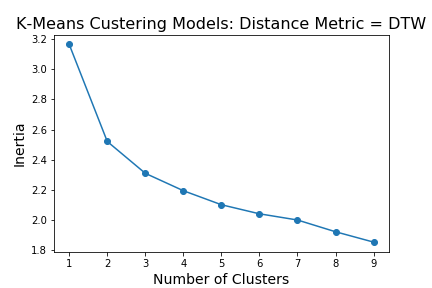 K-Means Custering Models: Distance Metric = DTW
3.2
3.0
2.8
2.6
2.4
2.2
2.0
1.8
Inertia
1 2 3 4 5 6 7 8 9
Number of Clusters